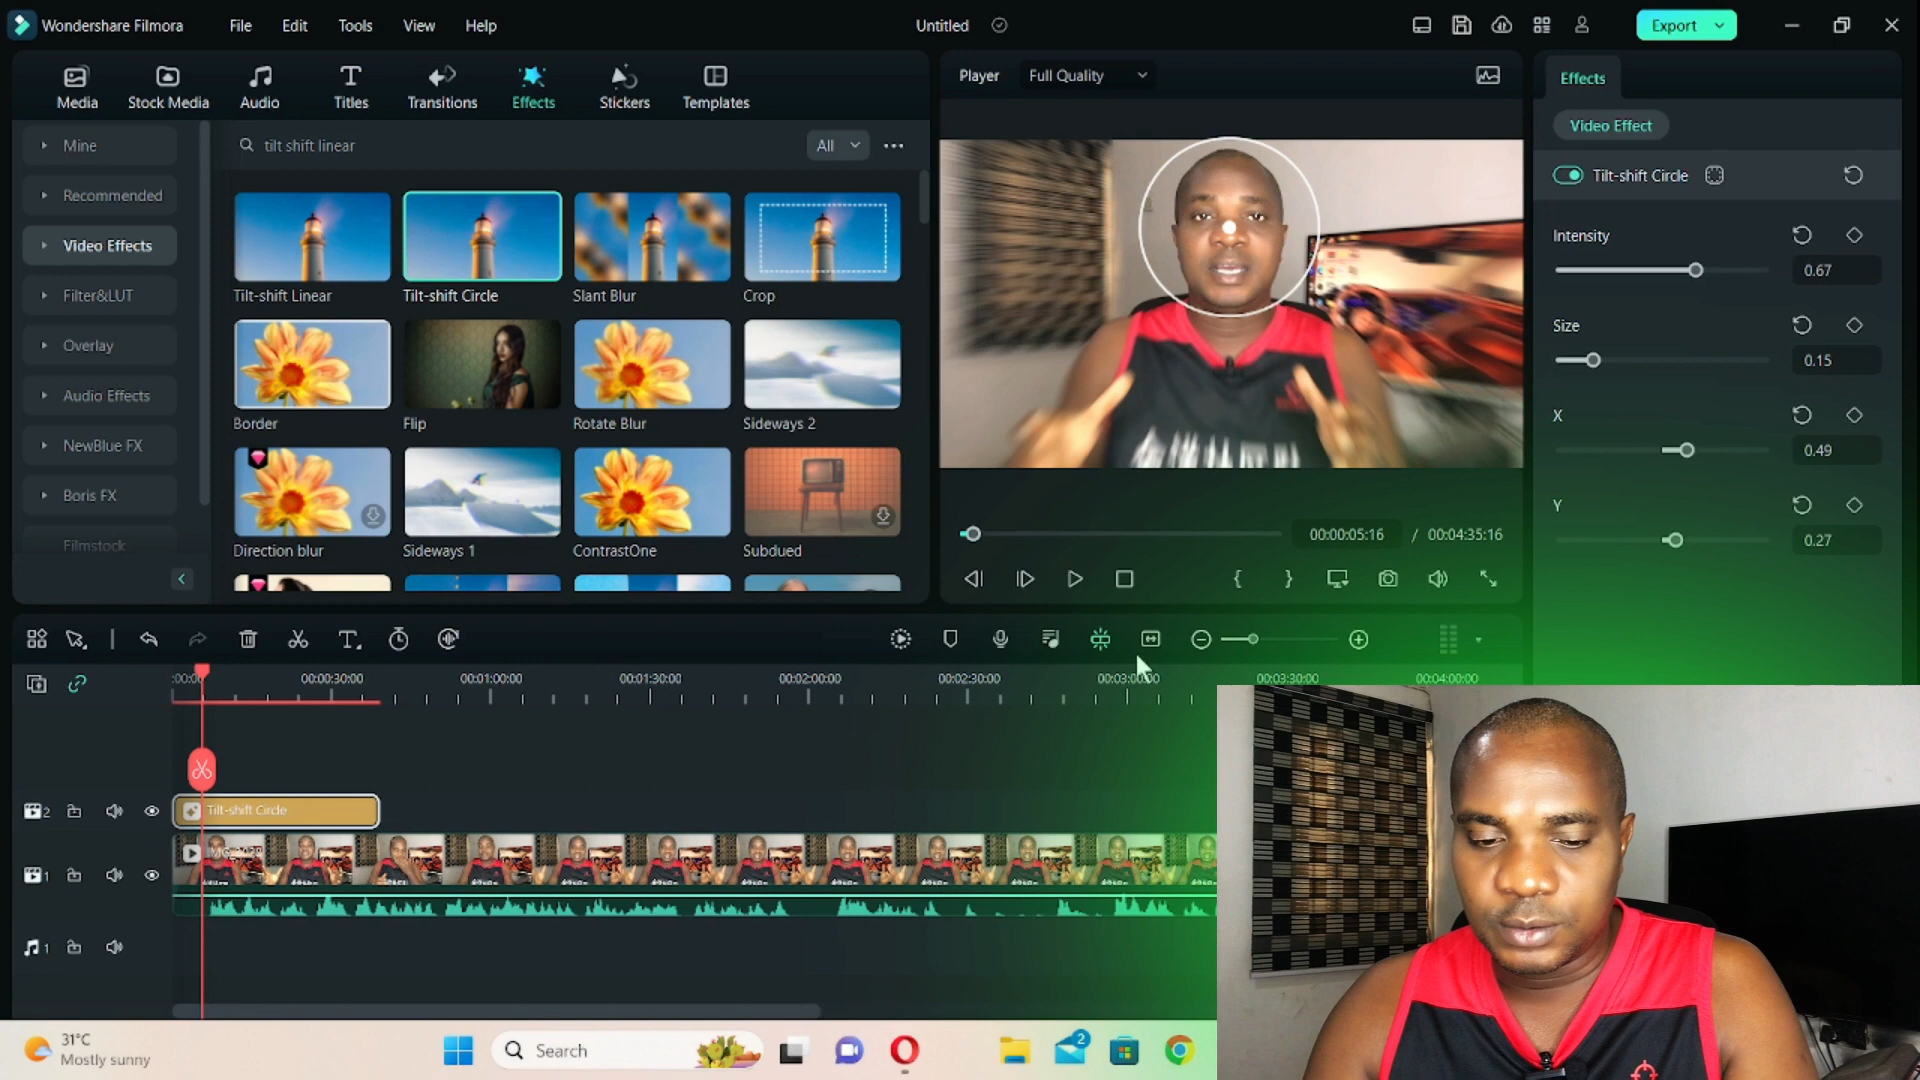 Wondershare Filmora
File
Edit
Tools
View
Help
Untitled
Export
Media
Stock Media
Audio
Titles
Transitions
Effects
Stickers
Templates
Player
Full Quality
Effects
Video Effect
Tilt-shift Circle
Intensity
0.67
Size
0.15
X
0.49
Y
0.27
Mine
Recommended
Video Effects
Filter&LUT
Overlay
Audio Effects
NewBlue FX
Boris FX
Filmstock
tilt shift linear
All
Tilt-shift Linear
Tilt-shift Circle
Slant Blur
Crop
Border
Flip
Rotate Blur
Sideways 2
Direction blur
Sideways 1
ContrastOne
Subdued
00:00:05:16 / 00:04:35:16
:00:00
00:00:30:00
00:01:00:00
00:01:30:00
00:02:00:00
00:02:30:00
00:03:00:00
00:03:30:00
00:04:00:00
2
Tilt-shift Circle
1
1
31°C
Mostly sunny
Search
2